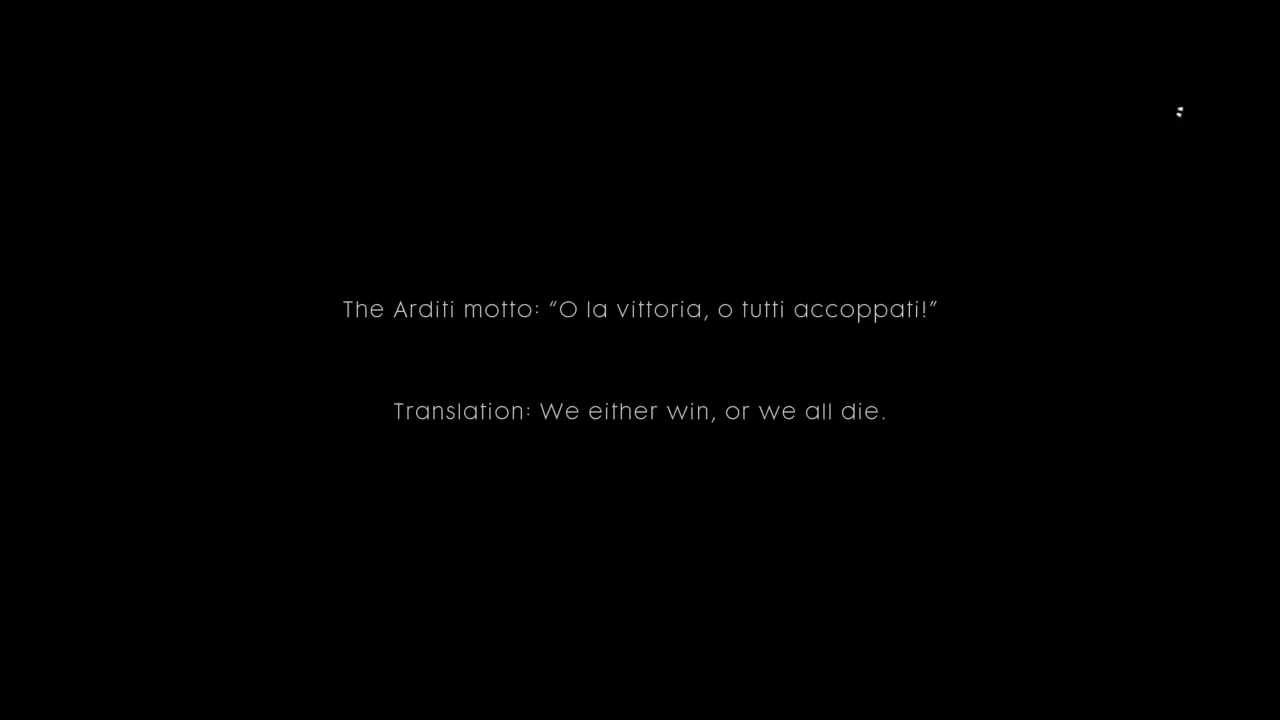 The Arditi motto: “O la vittoria, o tutti accoppati!”
Translation: We either win, or we all die.